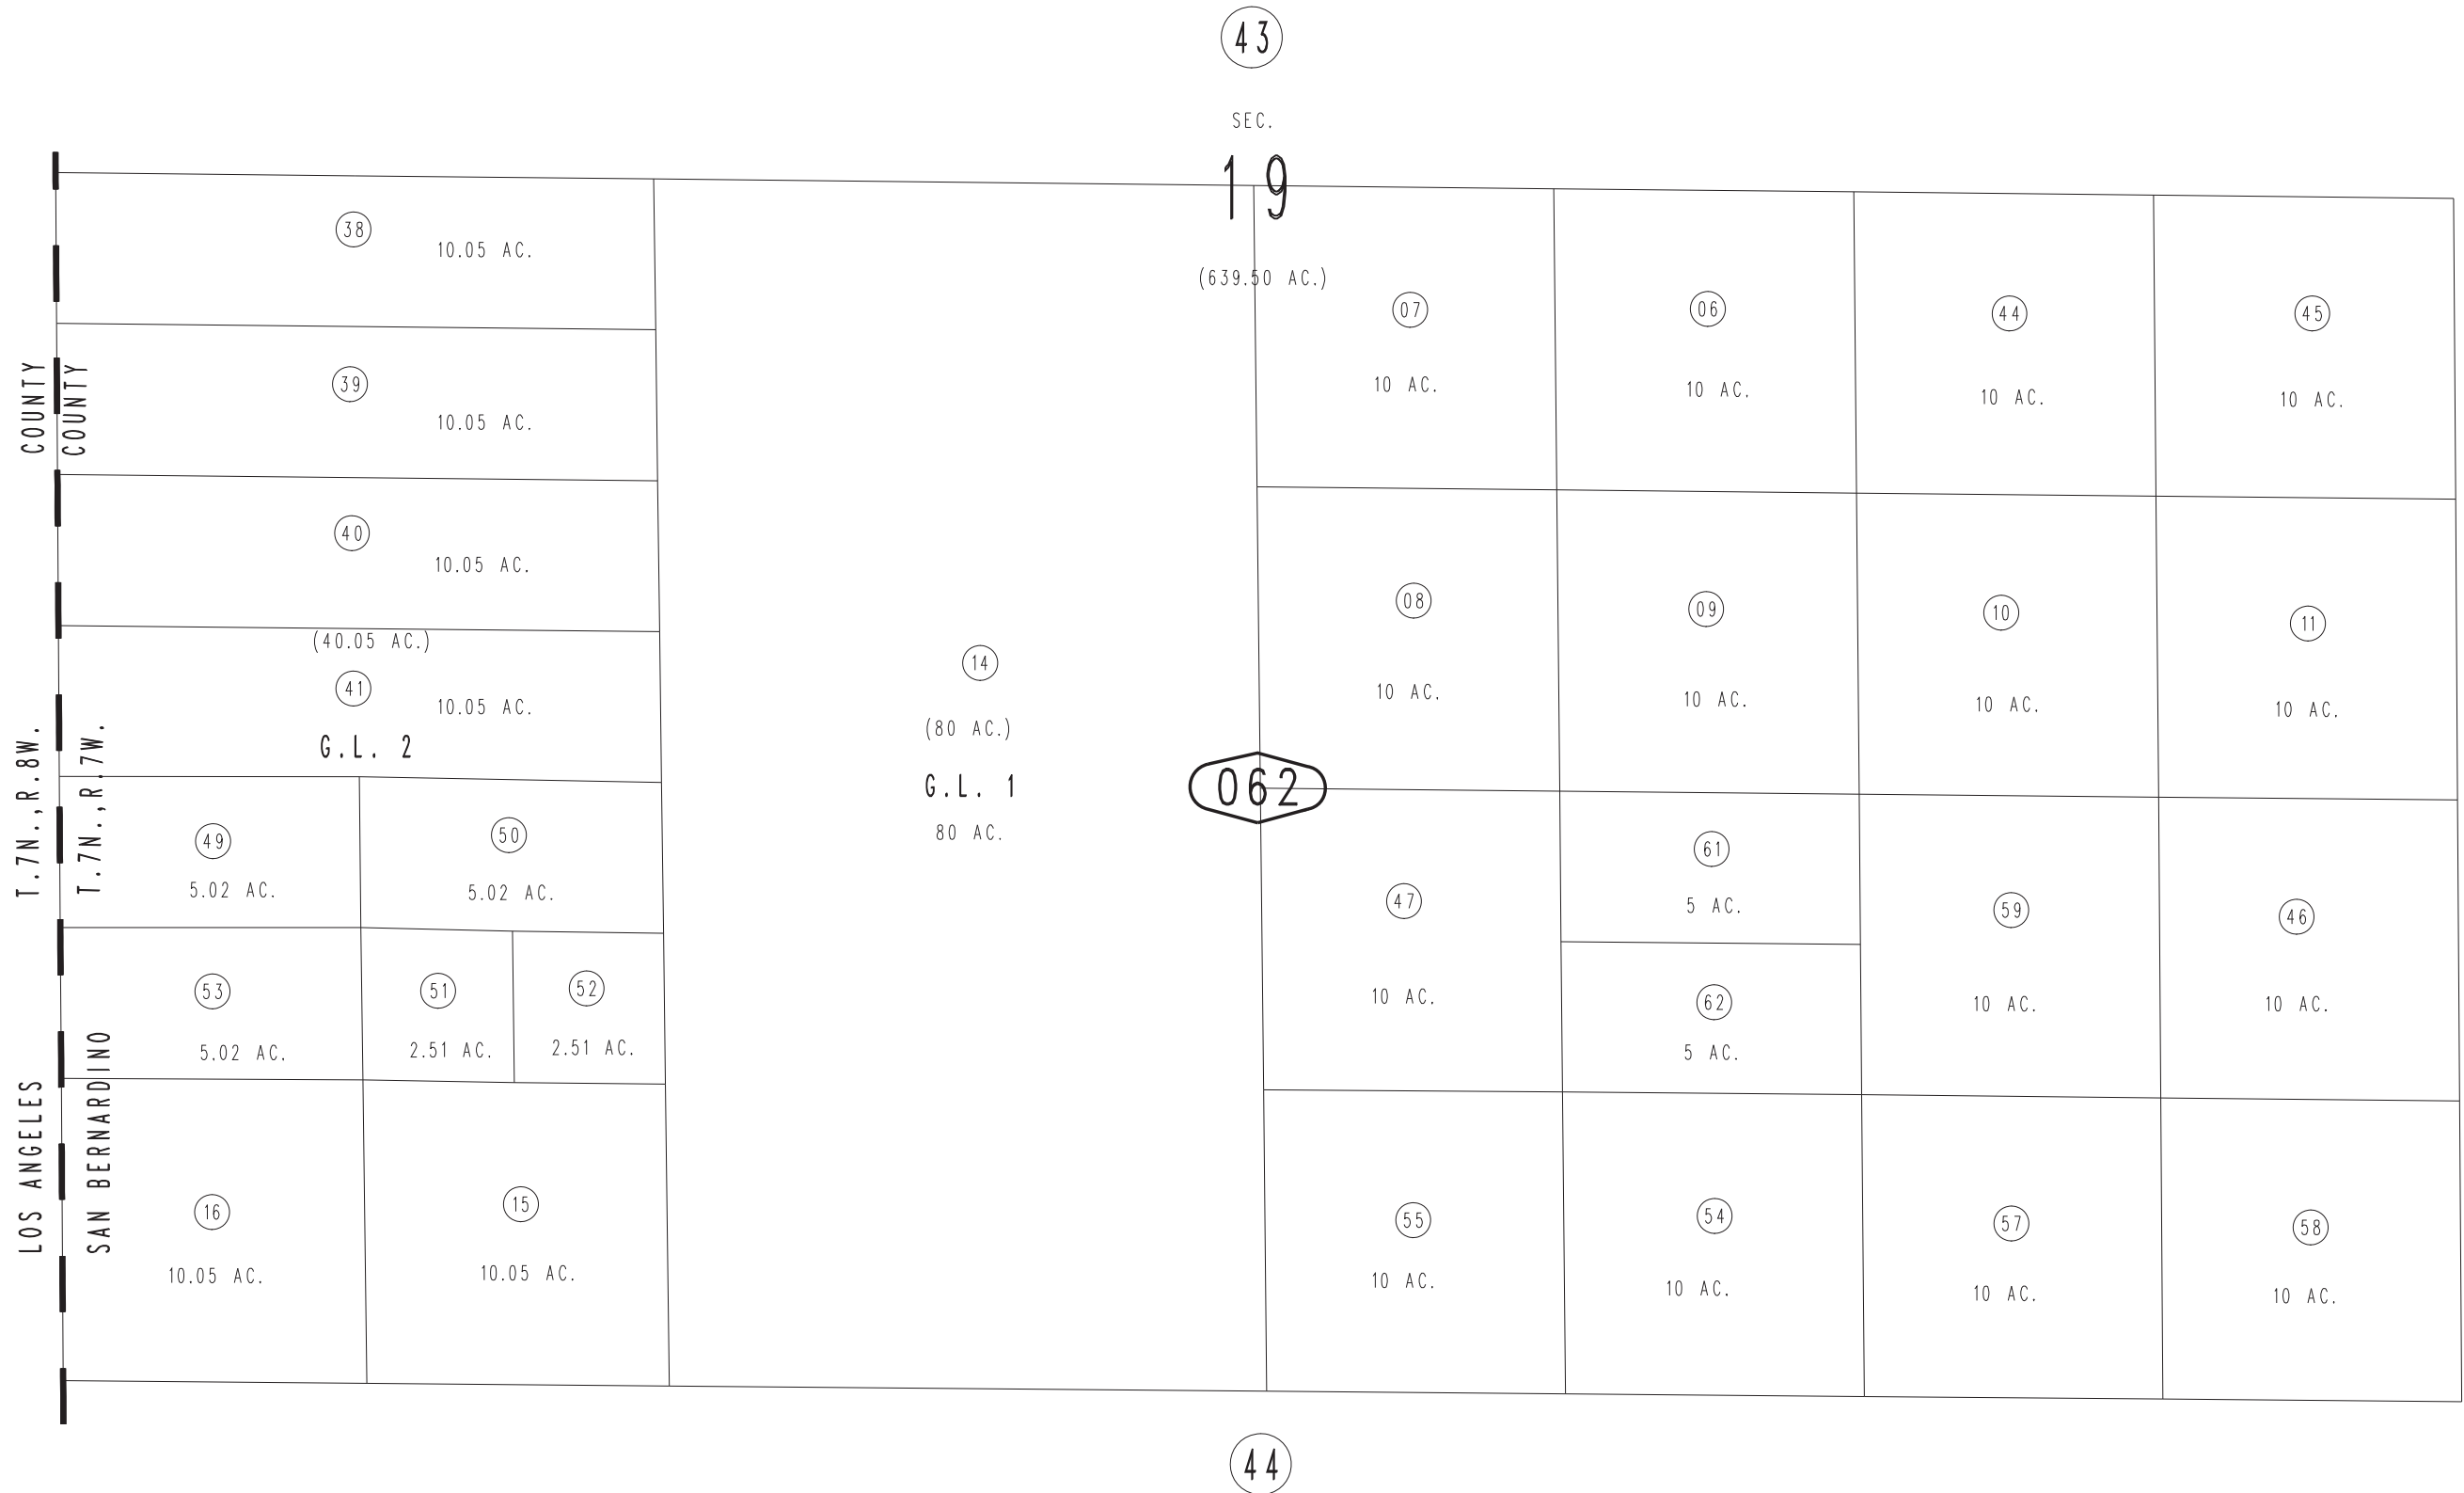 43
SEC.
19
(639.50 AC.)
38
10.05 AC.
39
10.05 AC.
40
10.05 AC.
(40.05 AC.)
41
10.05 AC.
G.L. 2
49
5.02 AC.
50
5.02 AC.
53
5.02 AC.
51
2.51 AC.
52
2.51 AC.
16
10.05 AC.
15
10.05 AC.
COUNTY
COUNTY
T.7N.,R.8W.
T.7N.,R.7W.
LOS ANGELES
SAN BERNARDINO
14
(80 AC.)
G.L. 1
80 AC.
062
07
10 AC.
06
10 AC.
44
10 AC.
45
10 AC.
08
10 AC.
09
10 AC.
10
10 AC.
11
10 AC.
47
10 AC.
61
5 AC.
62
5 AC.
59
10 AC.
46
10 AC.
55
10 AC.
54
10 AC.
57
10 AC.
58
10 AC.
44